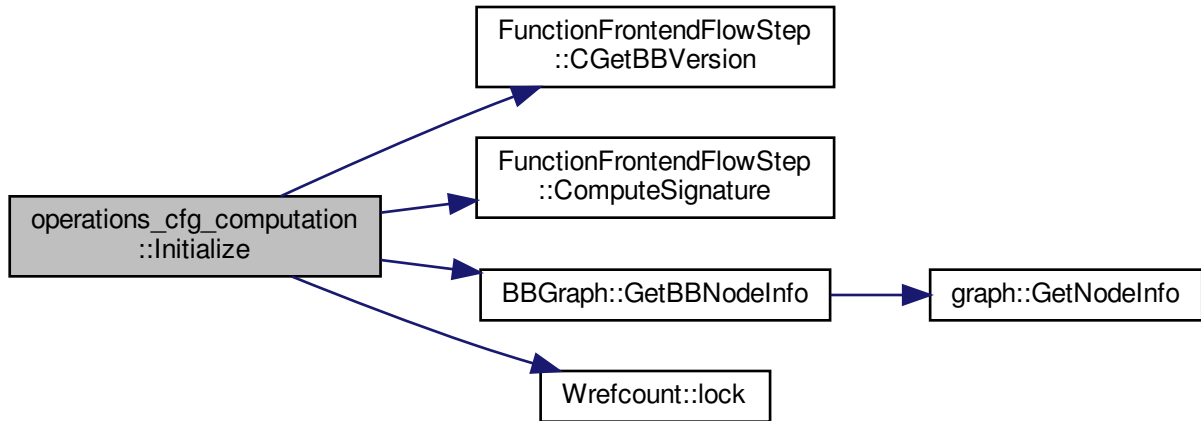 FunctionFrontendFlowStep
::CGetBBVersion
FunctionFrontendFlowStep
::ComputeSignature
operations_cfg_computation
::Initialize
BBGraph::GetBBNodeInfo
graph::GetNodeInfo
Wrefcount::lock